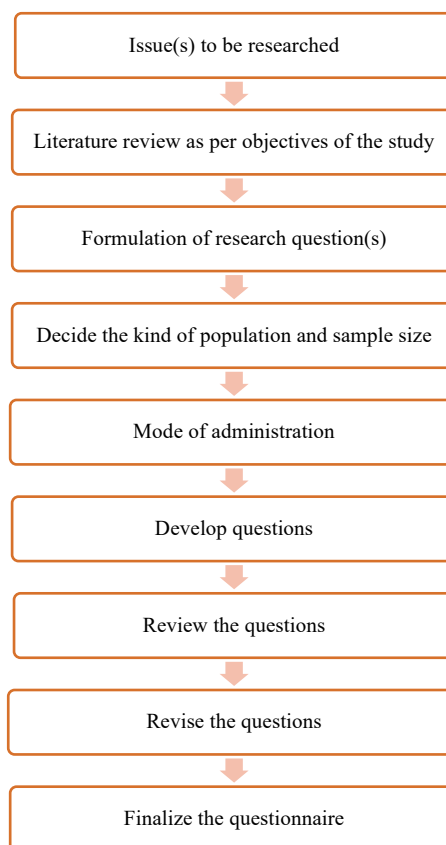 Issue(s) to be researched
Literature review as per objectives of the study
Formulation of research question(s)
Decide the kind of population and sample size
Mode of administration
Develop questions
Review the questions
Revise the questions
Finalize the questionnaire